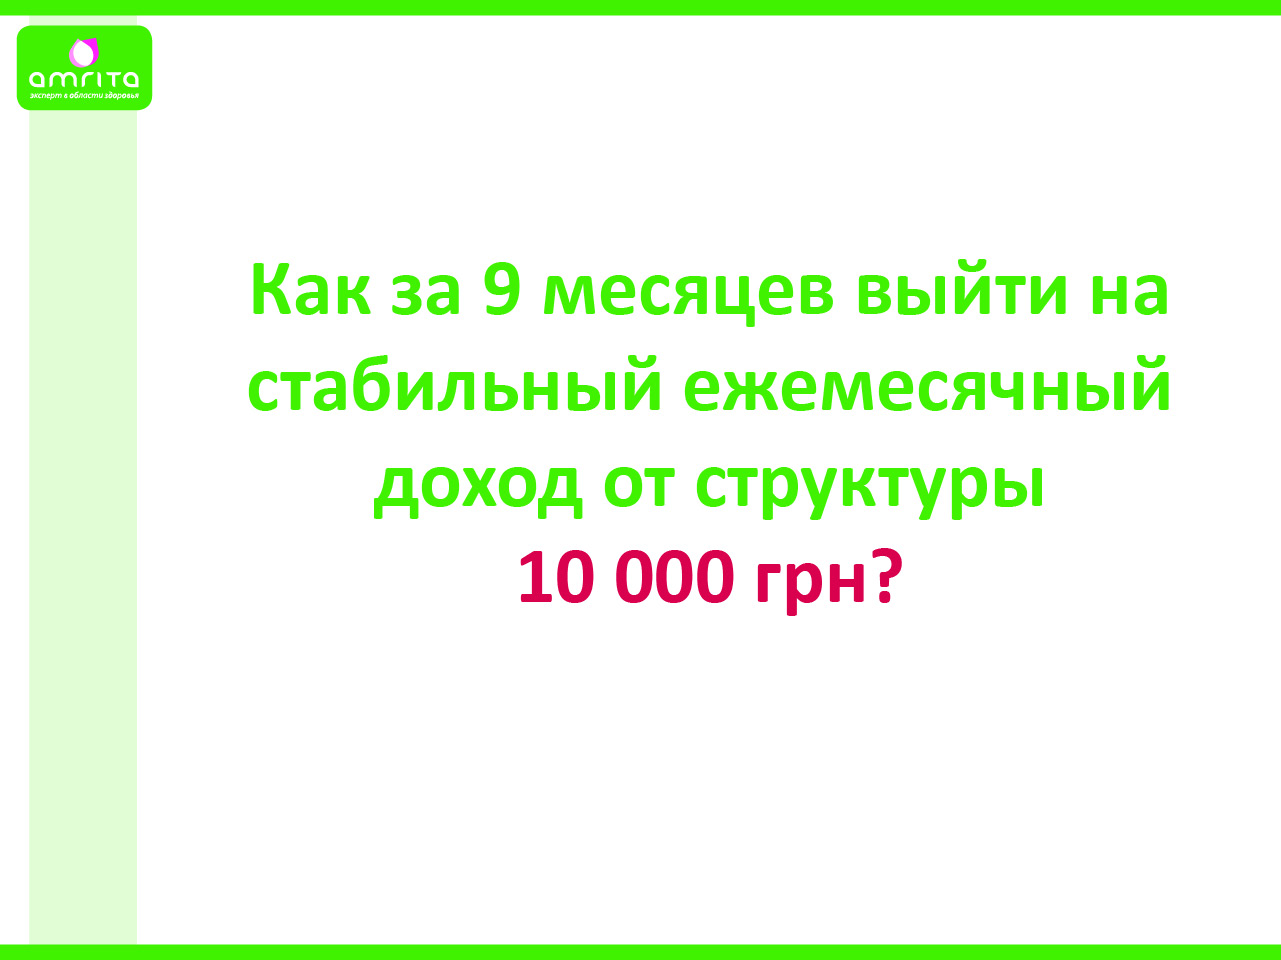 amrita
эксперт в области здоровья
Как за 9 месяцев выйти на
стабильный ежемесячный
доход от структуры
10 000 грн?